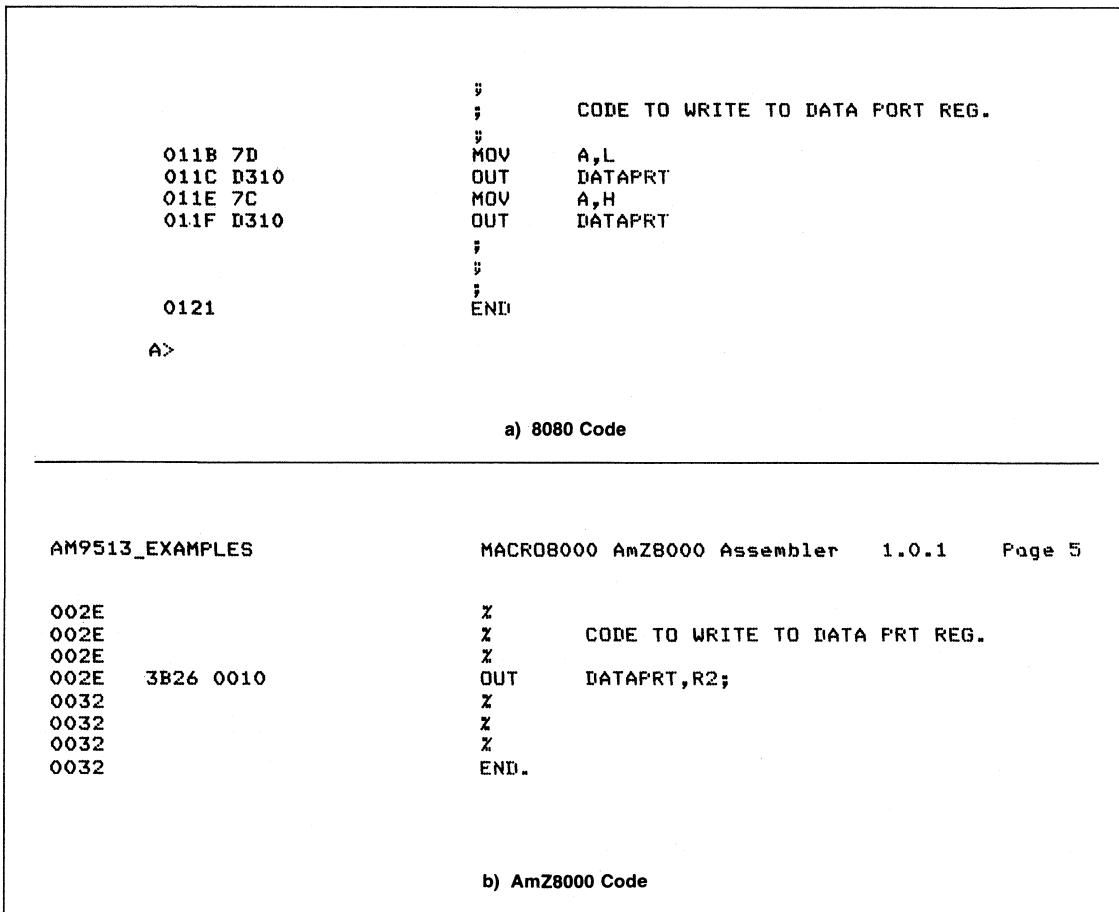 ;
; CODE TO WRITE TO DATA PORT REG.
;
011B 7D MOV A,L
011C D310 OUT DATAPRT
011E 7C MOV A,H
011F D310 OUT DATAPRT
;
;
;
0121 END
A>
a) 8080 Code
AM9513_EXAMPLES MACRO8000 AmZ8000 Assembler 1.0.1 Page 5
002E %
002E % CODE TO WRITE TO DATA PRT REG.
002E %
002E 3B26 0010 OUT DATAPRT,R2;
0032 %
0032 %
0032 %
0032 END.
b) AmZ8000 Code